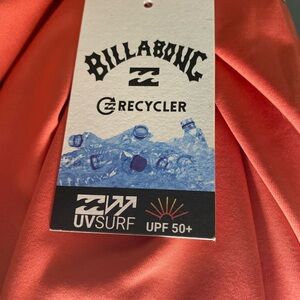 BILLABONG
RECYCLER
UVSURF
UPF 50+